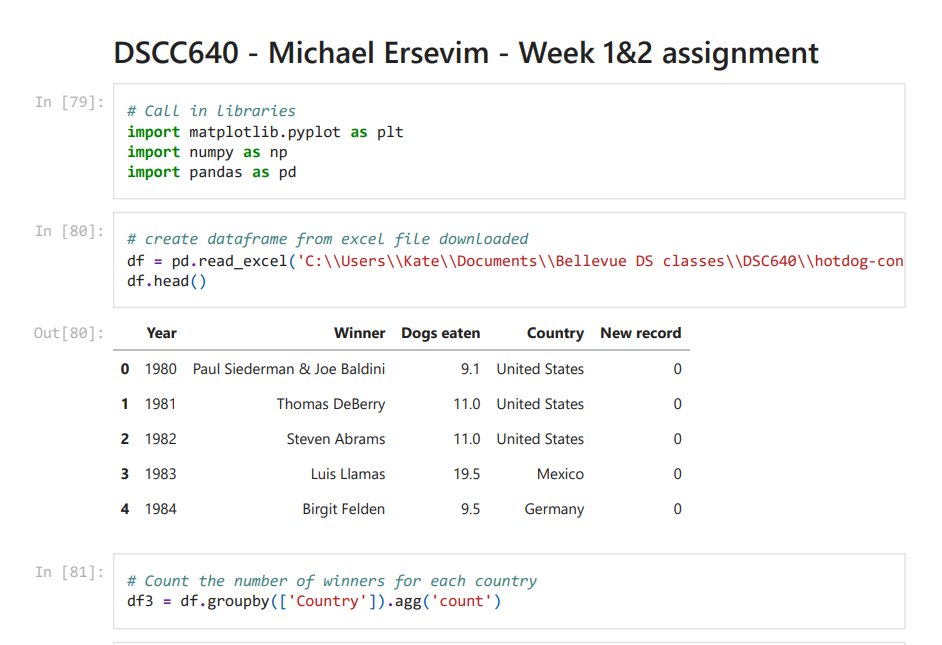 DSCC640 - Michael Ersevim - Week 1&2 assignment
In [79]:
# Call in libraries
import matplotlib.pyplot as plt
import numpy as np
import pandas as pd
In [80]:
# create dataframe from excel file downloaded
df = pd.read_excel('C:\\Users\\Kate\\Documents\\Bellevue DS classes\\DSC640\\hotdog-con
df.head()
Out[80]:
Year Winner Dogs eaten Country New record
0 1980 Paul Siederman & Joe Baldini 9.1 United States 0
1 1981 Thomas DeBerry 11.0 United States 0
2 1982 Steven Abrams 11.0 United States 0
3 1983 Luis Llamas 19.5 Mexico 0
4 1984 Birgit Felden 9.5 Germany 0
In [81]:
# Count the number of winners for each country
df3 = df.groupby(['Country']).agg('count')